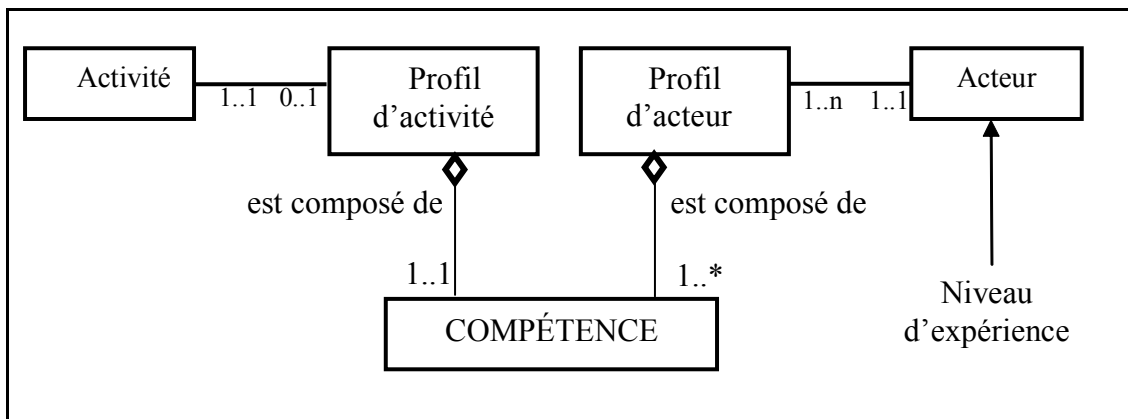 Activité
1..1
0..1
Profil
d’activité
Profil
d’acteur
1..n
1..1
Acteur
est composé de
est composé de
1..1
1..*
COMPÉTENCE
Niveau
d’expérience